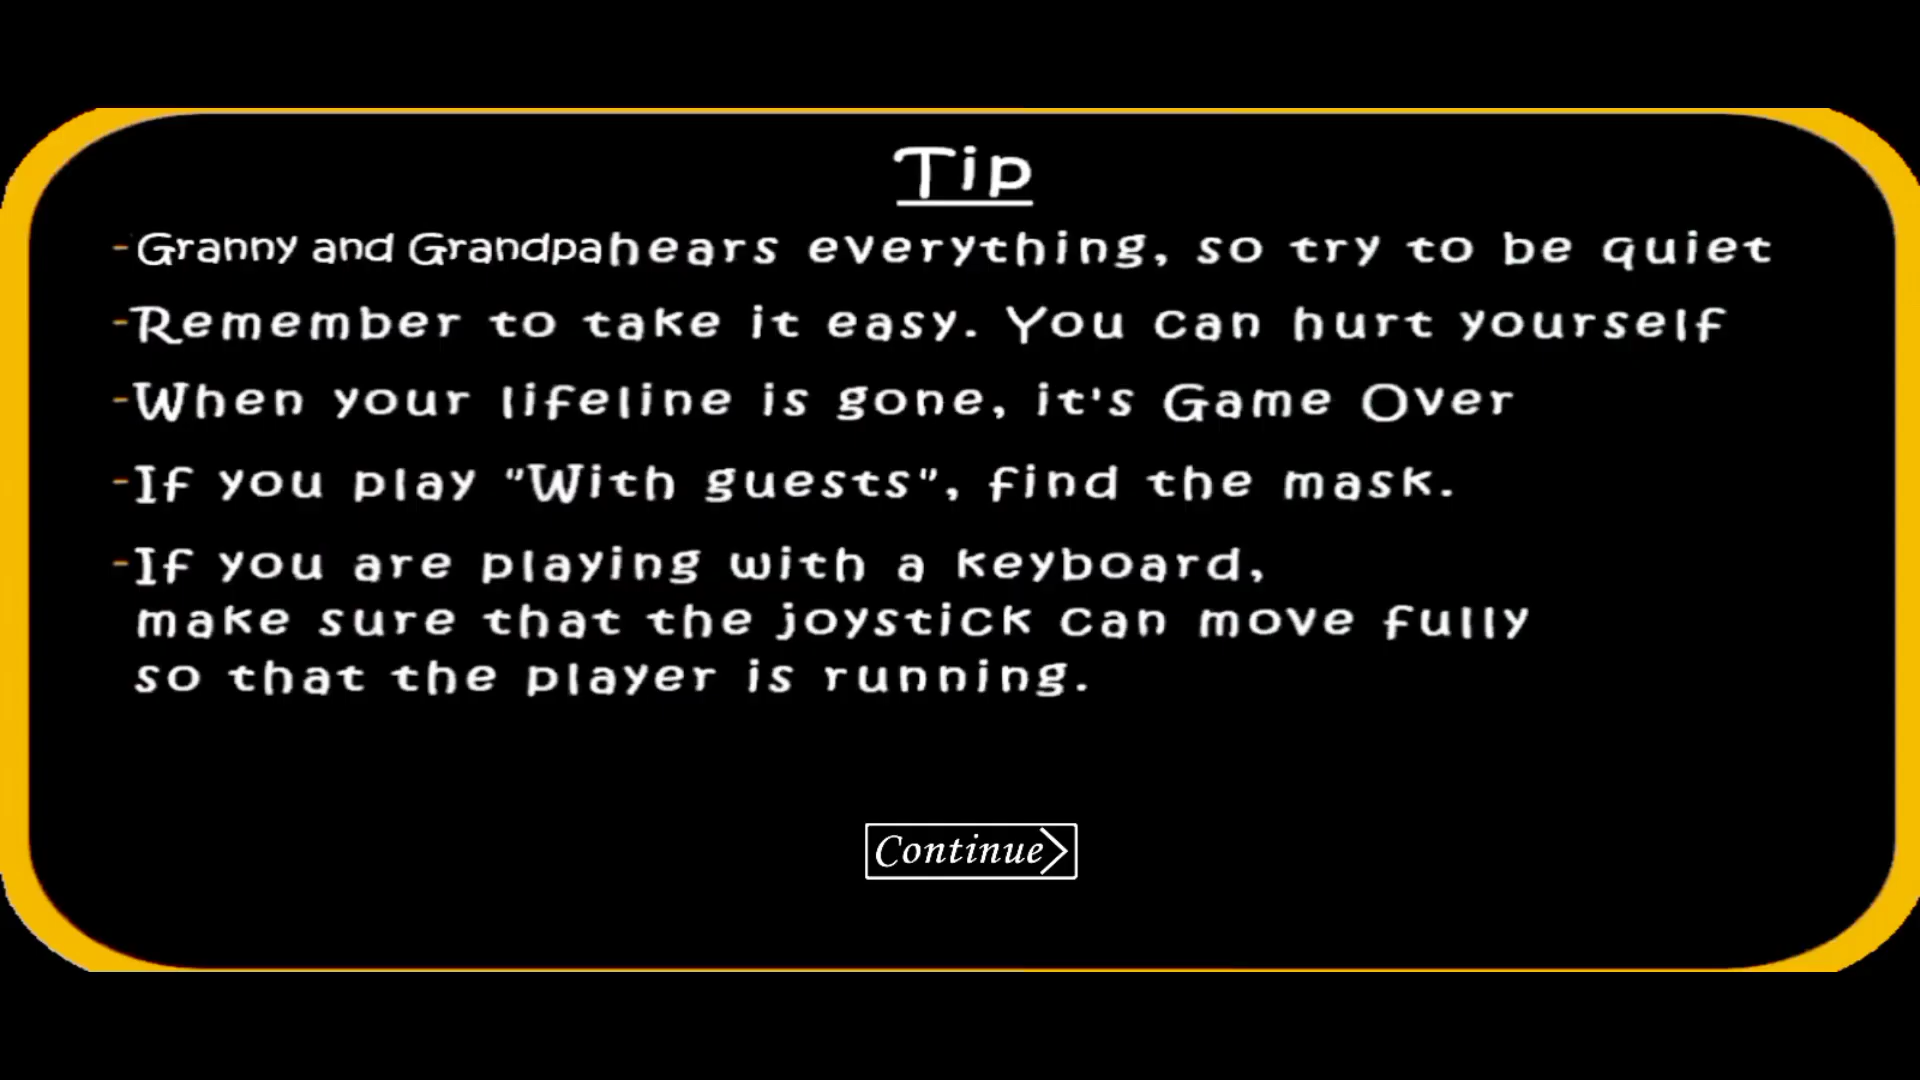 Tip
-Granny and Grandpahears everything, so try to be quiet
-Remember to take it easy. You can hurt yourself
-When your lifeline is gone, it's Game Over
-If you play "With guests", find the mask.
-If you are playing with a keyboard,
make sure that the joystick can move fully
so that the player is running.
Continue>